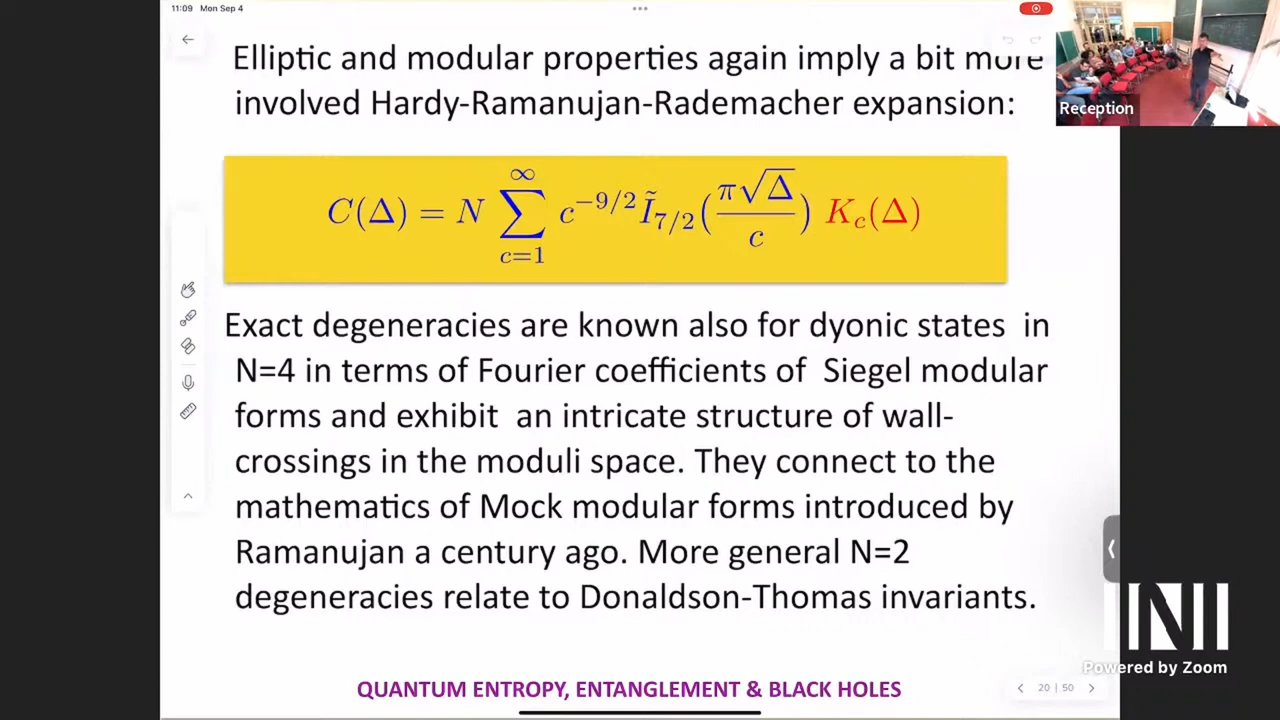 11:09 Mon Sep 4
Elliptic and modular properties again imply a bit more
involved Hardy-Ramanujan-Rademacher expansion:
Reception
C(Δ) = N ∑_{c=1}^{∞} c^{-9/2} Ĩ_{7/2}(π√Δ/c) K_c(Δ)
Exact degeneracies are known also for dyonic states in
N=4 in terms of Fourier coefficients of Siegel modular
forms and exhibit an intricate structure of wall-
crossings in the moduli space. They connect to the
mathematics of Mock modular forms introduced by
Ramanujan a century ago. More general N=2
degeneracies relate to Donaldson-Thomas invariants.
QUANTUM ENTROPY, ENTANGLEMENT & BLACK HOLES
20 | 50
Powered by Zoom